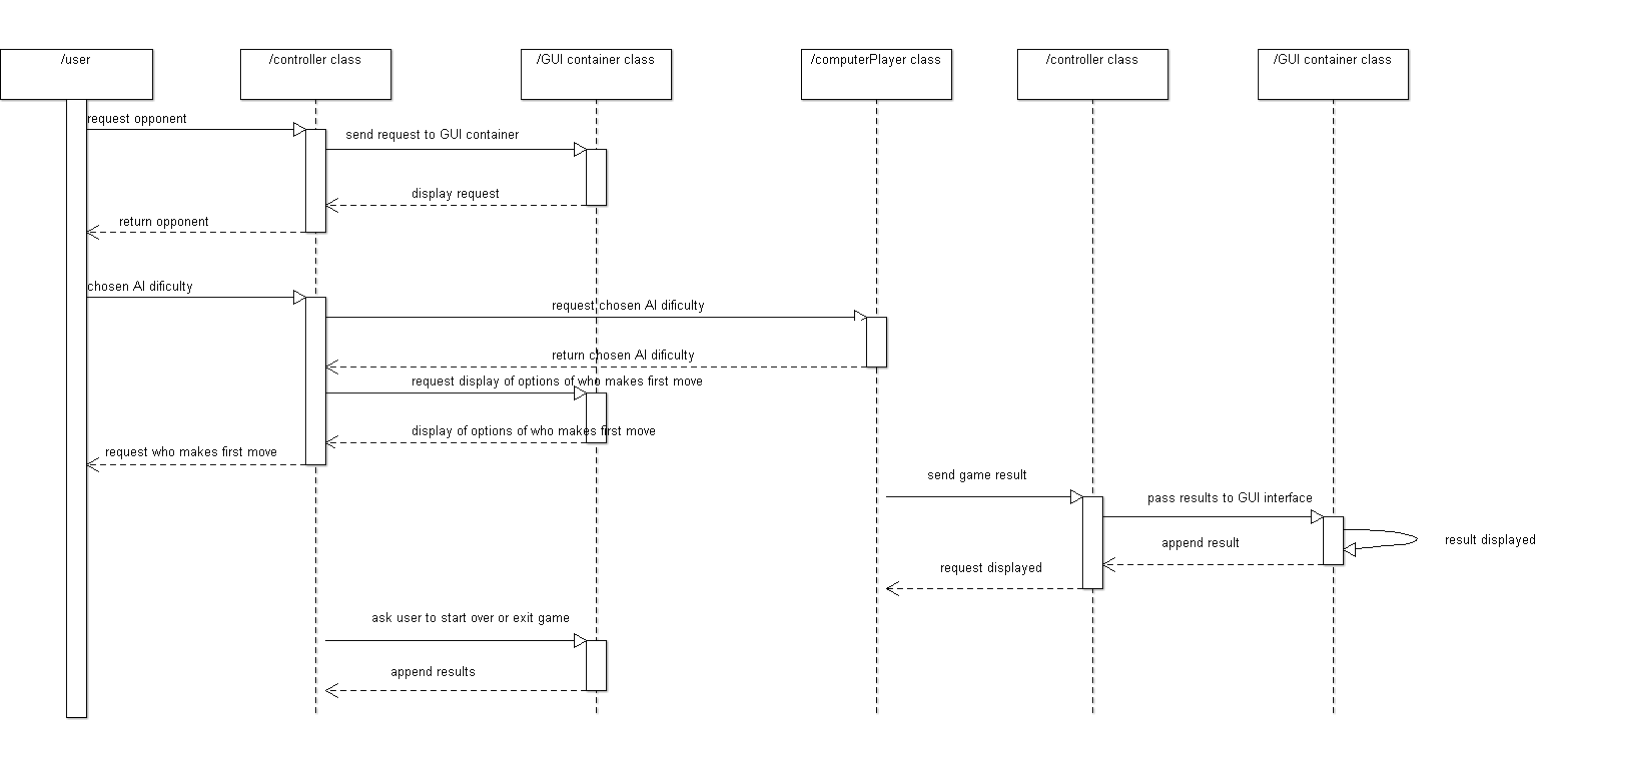 /user
/controller class
/GUI container class
/computerPlayer class
/controller class
/GUI container class
request opponent
send request to GUI container
display request
return opponent
chosen AI dificulty
request chosen AI dificulty
return chosen AI dificulty
request display of options of who makes first move
display of options of who makes first move
request who makes first move
send game result
pass results to GUI interface
result displayed
append result
request displayed
ask user to start over or exit game
append results